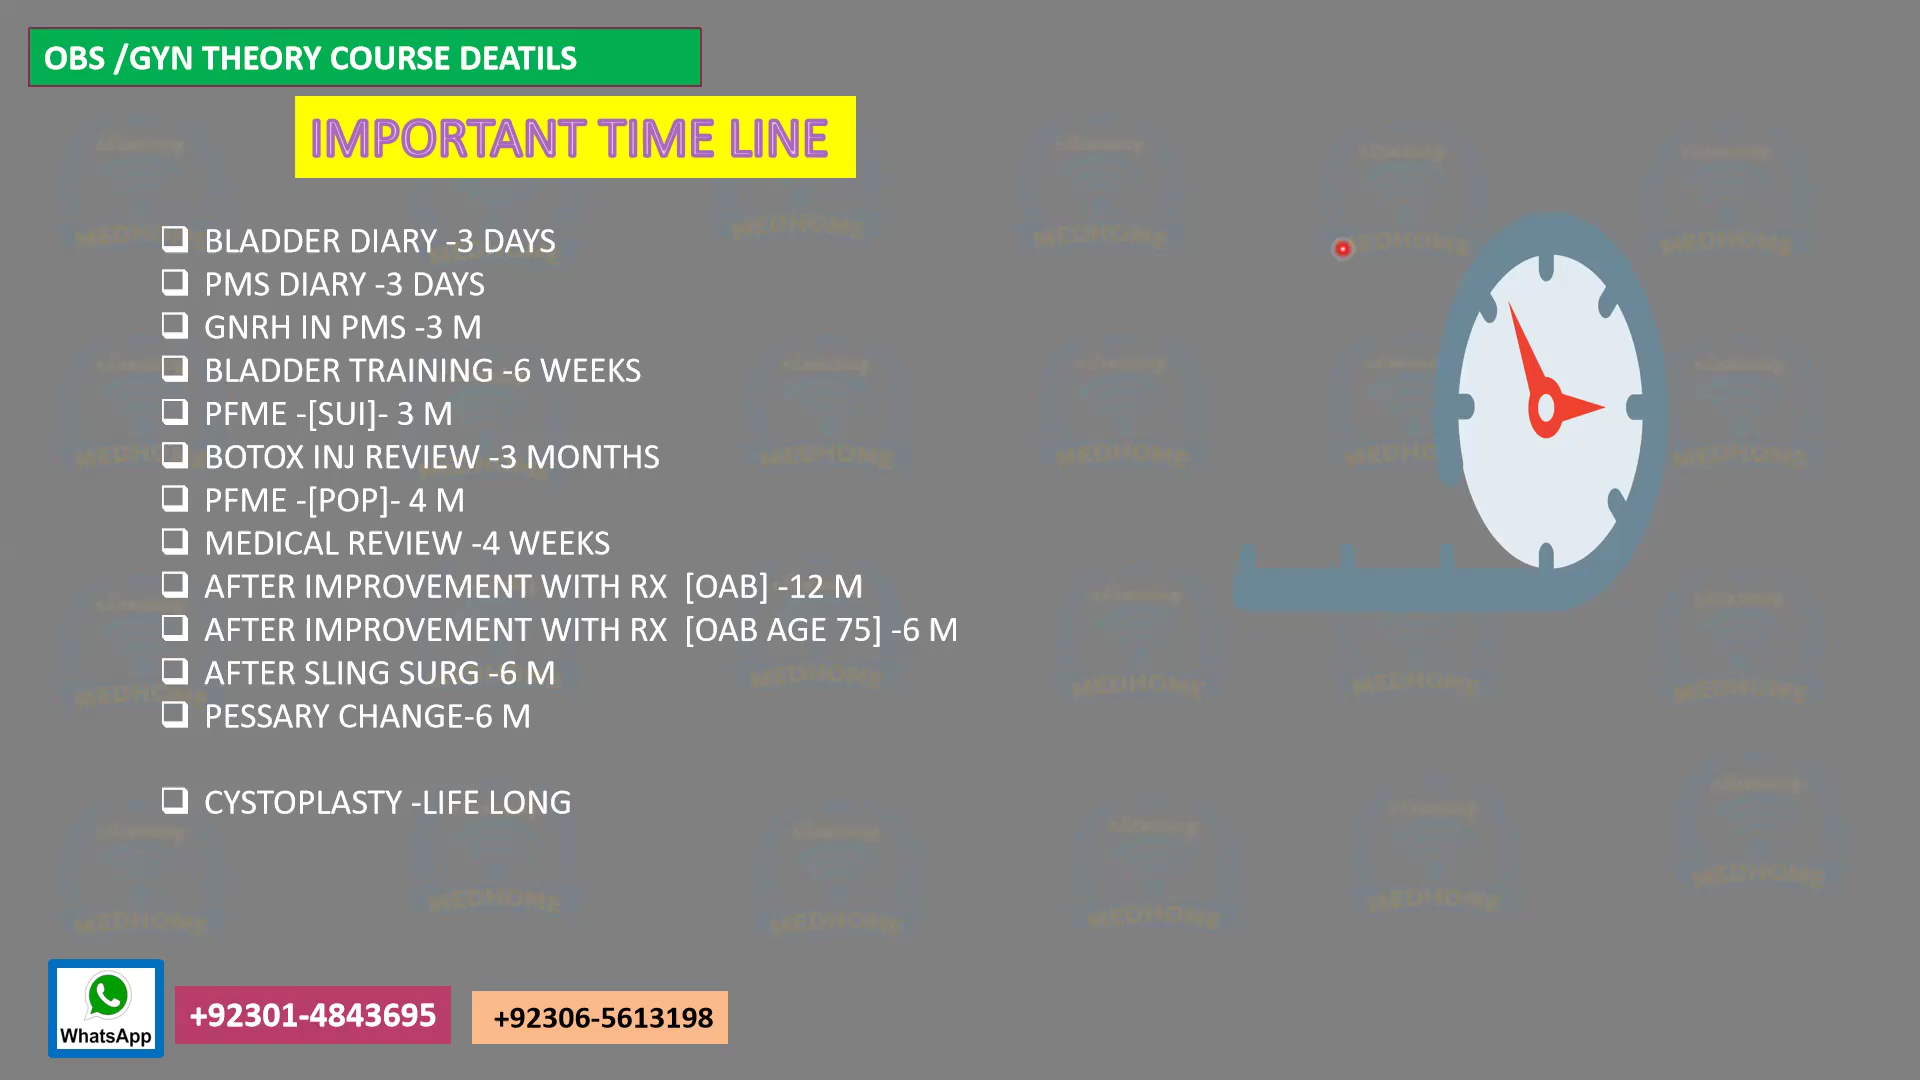 OBS /GYN THEORY COURSE DEATILS
IMPORTANT TIME LINE
BLADDER DIARY -3 DAYS
PMS DIARY -3 DAYS
GNRH IN PMS -3 M
BLADDER TRAINING -6 WEEKS
PFME -[SUI]- 3 M
BOTOX INJ REVIEW -3 MONTHS
PFME -[POP]- 4 M
MEDICAL REVIEW -4 WEEKS
AFTER IMPROVEMENT WITH RX [OAB] -12 M
AFTER IMPROVEMENT WITH RX [OAB AGE 75] -6 M
AFTER SLING SURG -6 M
PESSARY CHANGE-6 M
CYSTOPLASTY -LIFE LONG
WhatsApp
+92301-4843695
+92306-5613198
MEDHOME